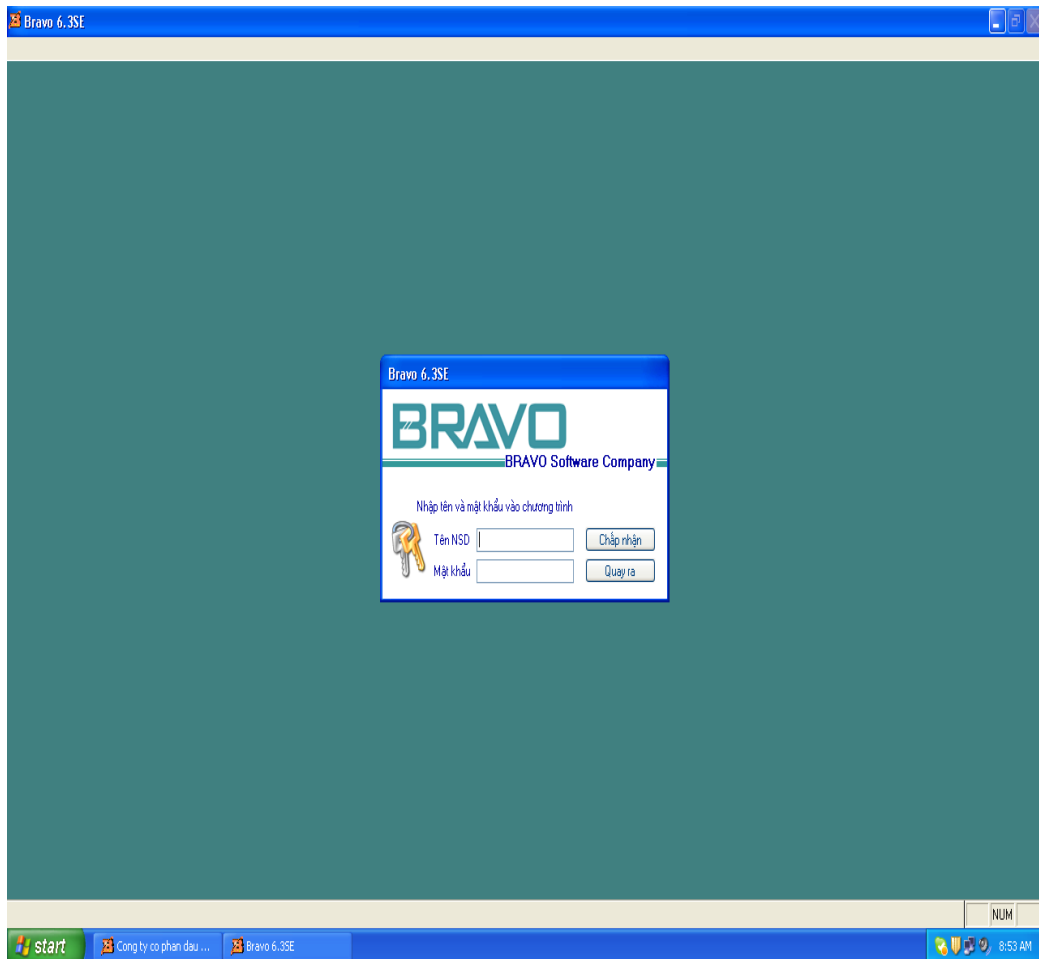 Bravo 6.3SE
Bravo 6.3SE
BRAVO
BRAVO Software Company
Nhập tên và mật khẩu vào chương trình
Tên NSD
Chấp nhận
Mật khẩu
Quay ra
NUM
start
Cong ty co phan dau ...
Bravo 6.3SE
8:53 AM